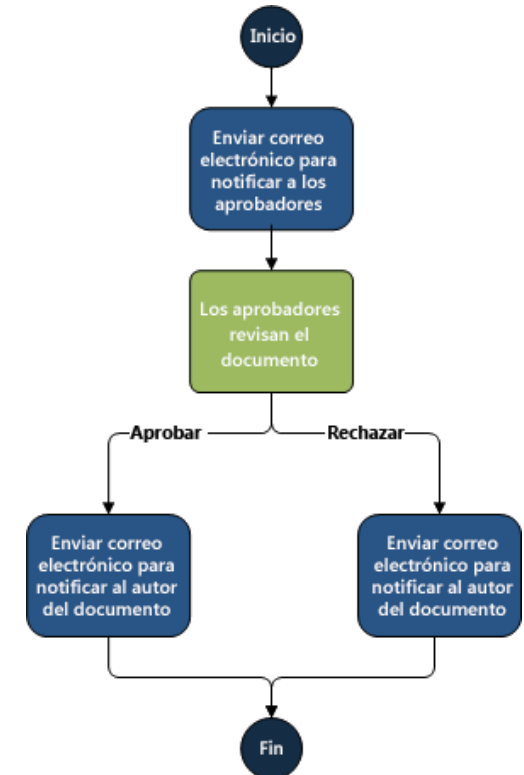 Inicio
Enviar correo
electrónico para
notificar a los
aprobadores
Los aprobadores
revisan el
documento
Aprobar
Rechazar
Enviar correo
electrónico para
notificar al autor
del documento
Enviar correo
electrónico para
notificar al autor
del documento
Fin